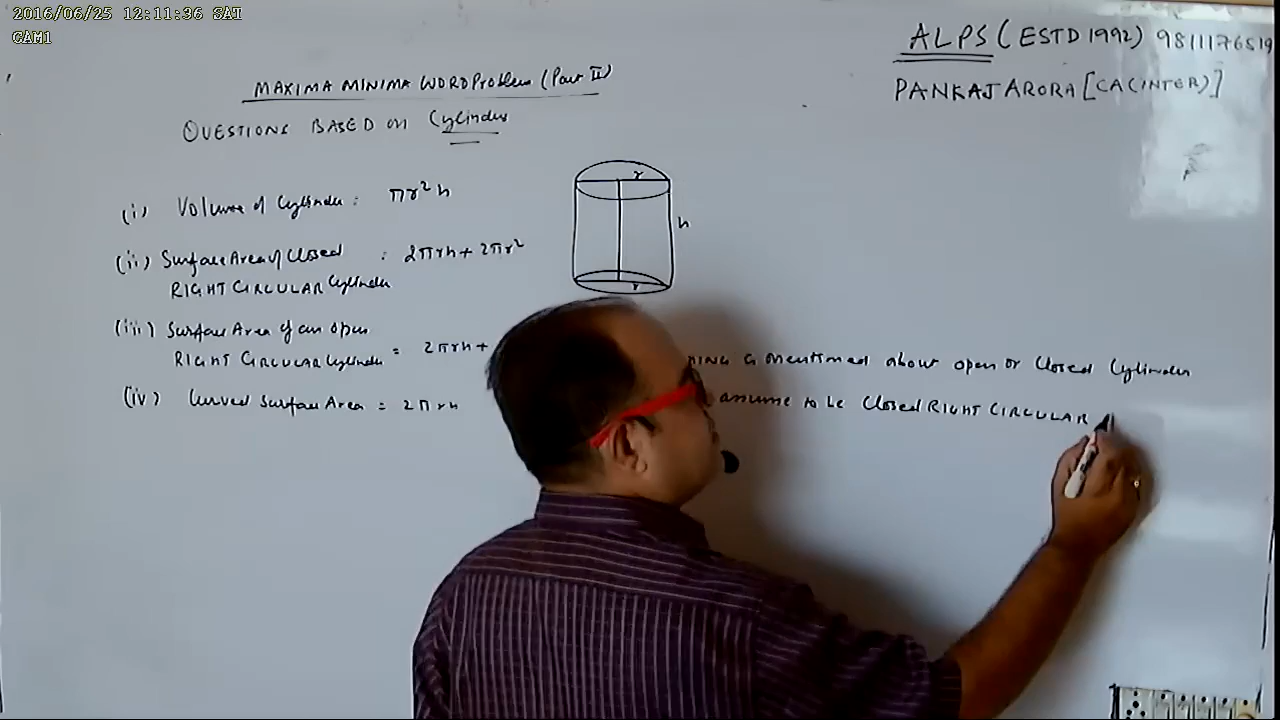 2016/06/25 12:11:36 SAT
CAM1
ALPS (ESTD 1992) 9811176519
PANKAJ ARORA [CA (INTER)]
MAXIMA MINIMA WORD Problem (Part II)
QUESTIONS BASED ON Cylinder
(i) Volume of Cylinder : πr²h
(ii) Surface Area of Closed : 2πrh + 2πr²
RIGHT CIRCULAR Cylinder
r
h
r
(iii) Surface Area of an open
RIGHT CIRCULAR Cylinder = 2πrh +
(iv) Curved Surface Area = 2πrh
is mentioned about open or Closed Cylinder
assume to be Closed RIGHT CIRCULAR